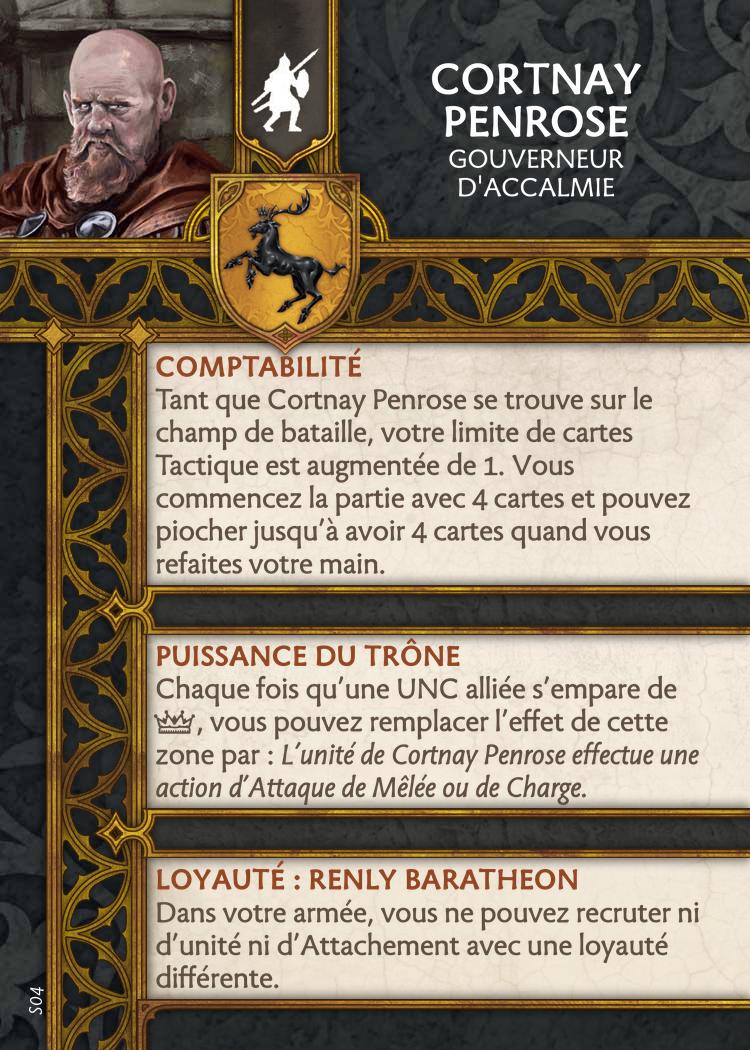 CORTNAY
PENROSE
GOUVERNEUR
D'ACCALMIE
COMPTABILITÉ
Tant que Cortnay Penrose se trouve sur le
champ de bataille, votre limite de cartes
Tactique est augmentée de 1. Vous
commencez la partie avec 4 cartes et pouvez
piocher jusqu’à avoir 4 cartes quand vous
refaites votre main.
PUISSANCE DU TRÔNE
Chaque fois qu’une UNC alliée s’empare de
, vous pouvez remplacer l’effet de cette
zone par : L’unité de Cortnay Penrose effectue une
action d’Attaque de Mêlée ou de Charge.
LOYAUTÉ : RENLY BARATHEON
Dans votre armée, vous ne pouvez recruter ni
d’unité ni d’Attachement avec une loyauté
différente.
S04